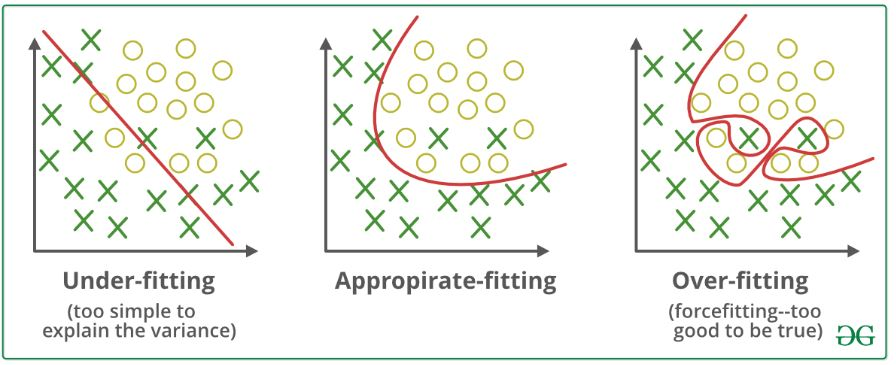 Under-fitting
(too simple to
explain the variance)
Appropirate-fitting
Over-fitting
(forcefitting--too
good to be true)
GG